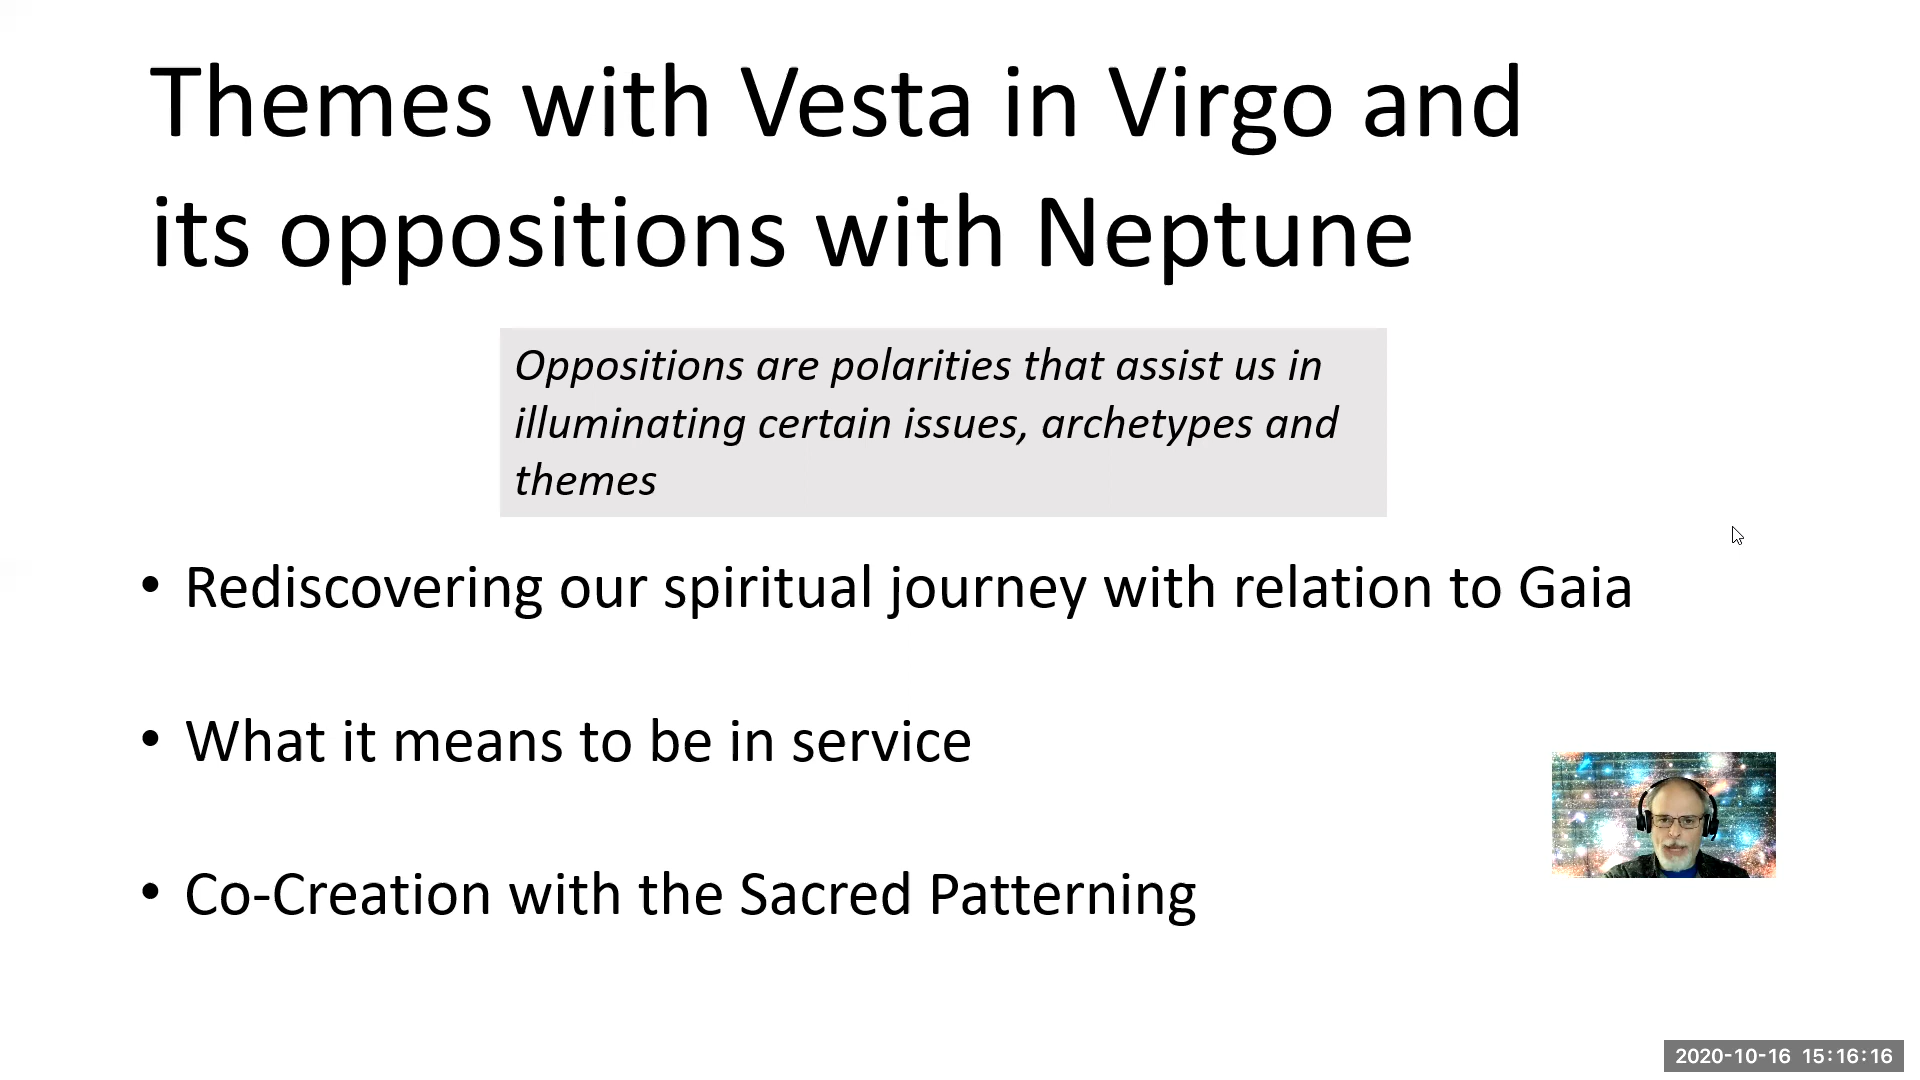 Themes with Vesta in Virgo and
its oppositions with Neptune
Oppositions are polarities that assist us in
illuminating certain issues, archetypes and
themes
• Rediscovering our spiritual journey with relation to Gaia
• What it means to be in service
• Co-Creation with the Sacred Patterning
2020-10-16 15:16:16